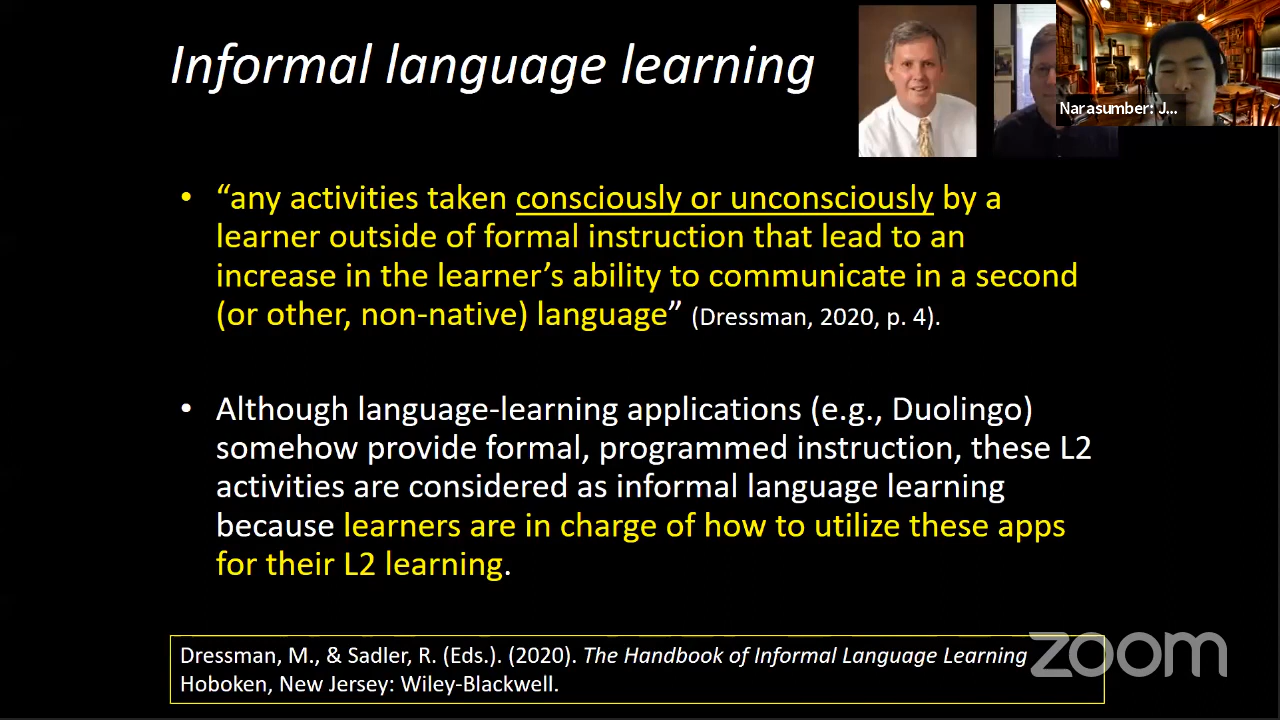 Informal language learning
Narasumber: J...
• “any activities taken consciously or unconsciously by a
learner outside of formal instruction that lead to an
increase in the learner’s ability to communicate in a second
(or other, non-native) language” (Dressman, 2020, p. 4).
• Although language-learning applications (e.g., Duolingo)
somehow provide formal, programmed instruction, these L2
activities are considered as informal language learning
because learners are in charge of how to utilize these apps
for their L2 learning.
Dressman, M., & Sadler, R. (Eds.). (2020). The Handbook of Informal Language Learning
Hoboken, New Jersey: Wiley-Blackwell.
zoom